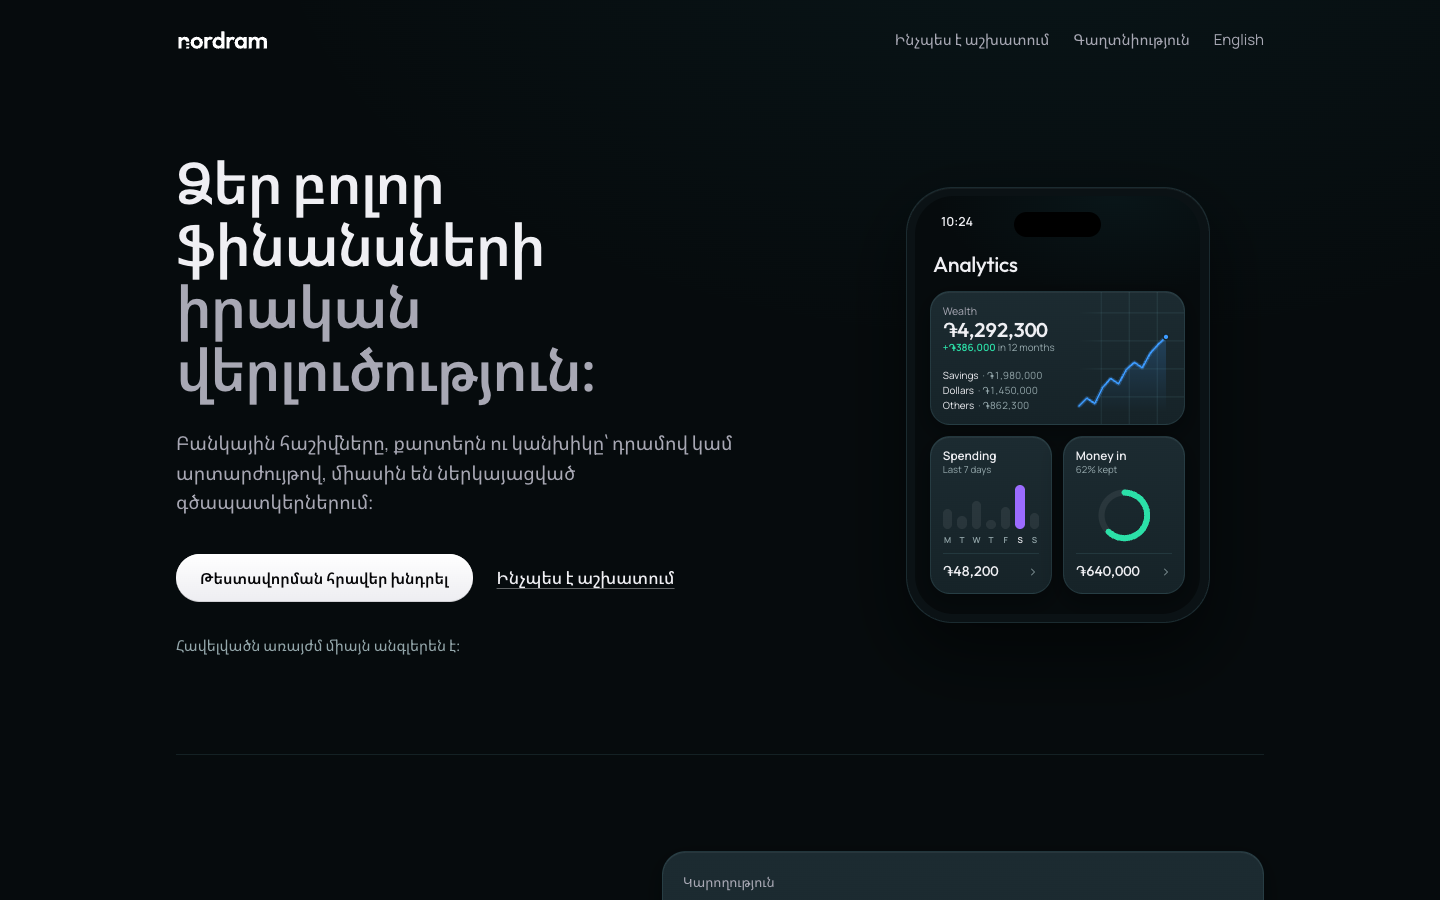 nordram
Ինչպես է աշխատում
Գաղտնիություն
English
Ձեր բոլոր
ֆինանսների
իրական
վերլուծություն:
Բանկային հաշիվները, քարտերն ու կանխիկը՝ դրամով կամ
արտարժույթով, միասին են ներկայացված
գծապատկերներում:
Թեստավորման հրավեր խնդրել
Ինչպես է աշխատում
Հավելվածն առայժմ միայն անգլերեն է:
10:24
Analytics
Wealth
֏4,292,300
+֏386,000 in 12 months
Savings · ֏1,980,000
Dollars · ֏1,450,000
Others · ֏862,300
Spending
Last 7 days
M T W T F S S
֏48,200
Money in
62% kept
֏640,000
Կարողություն